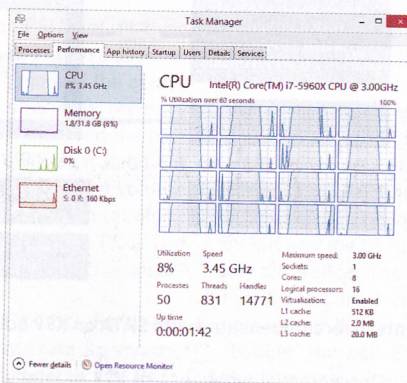 Task Manager
File Options View
Processes Performance App history Startup Users Details Services
CPU
8% 3.45 GHz
Memory
1.8/31.8 GB (6%)
Disk 0 (C:)
0%
Ethernet
S: 0 R: 160 Kbps
CPU Intel(R) Core(TM) i7-5960X CPU @ 3.00GHz
% Utilization over 60 seconds 100%
Utilization Speed Maximum speed: 3.00 GHz
8% 3.45 GHz Sockets: 1
Cores: 8
Processes Threads Handles Logical processors: 16
50 831 14771 Virtualization: Enabled
Up time L1 cache: 512 KB
0:00:01:42 L2 cache: 2.0 MB
L3 cache: 20.0 MB
Fewer details Open Resource Monitor